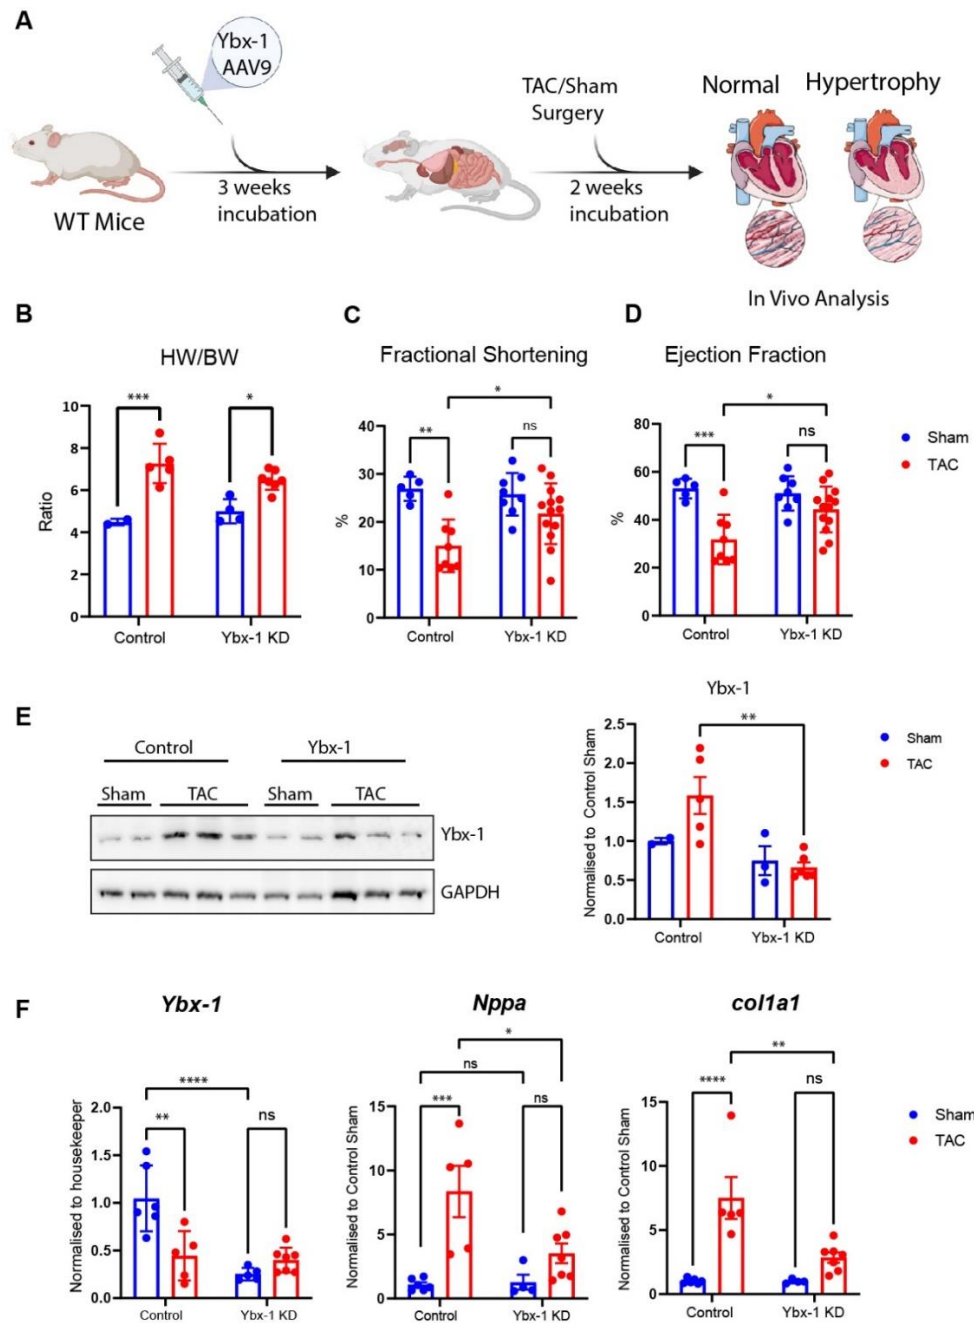 A
Ybx-1
AAV9
WT Mice
3 weeks
incubation
TAC/Sham
Surgery
2 weeks
incubation
Normal
Hypertrophy
In Vivo Analysis
B
HW/BW
***
*
10
8
6
4
2
0
Ratio
Control
Ybx-1 KD
C
Fractional Shortening
*
**
ns
40
30
20
10
0
%
Control
Ybx-1 KD
D
Ejection Fraction
*
***
ns
80
60
40
20
0
%
Control
Ybx-1 KD
Sham
TAC
E
Control
Ybx-1
Sham
TAC
Sham
TAC
Ybx-1
GAPDH
Ybx-1
**
2.5
2.0
1.5
1.0
0.5
0.0
Normalised to Control Sham
Control
Ybx-1 KD
Sham
TAC
F
Ybx-1
****
**
ns
2.0
1.5
1.0
0.5
0.0
Normalised to housekeeper
Control
Ybx-1 KD
Nppa
*
ns
***
ns
15
10
5
0
Normalised to Control Sham
Control
Ybx-1 KD
col1a1
**
****
ns
15
10
5
0
Normalised to Control Sham
Control
Ybx-1 KD
Sham
TAC